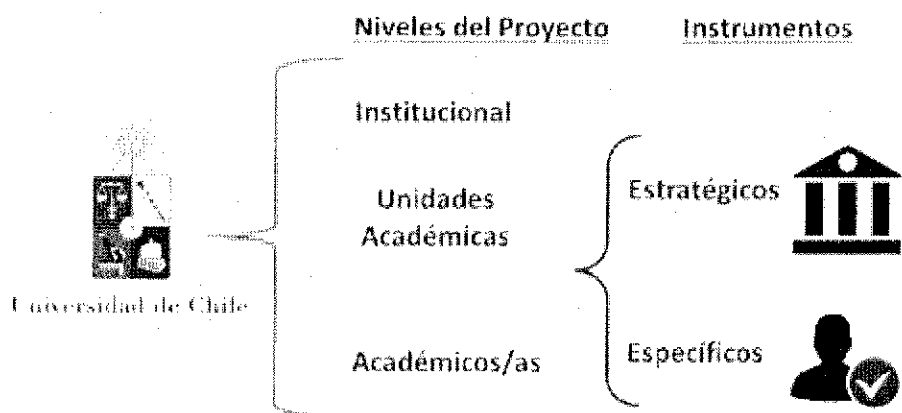 Niveles del Proyecto
Instrumentos
Institucional
Unidades
Académicas
Académicos/as
Estratégicos
Específicos
Universidad de Chile